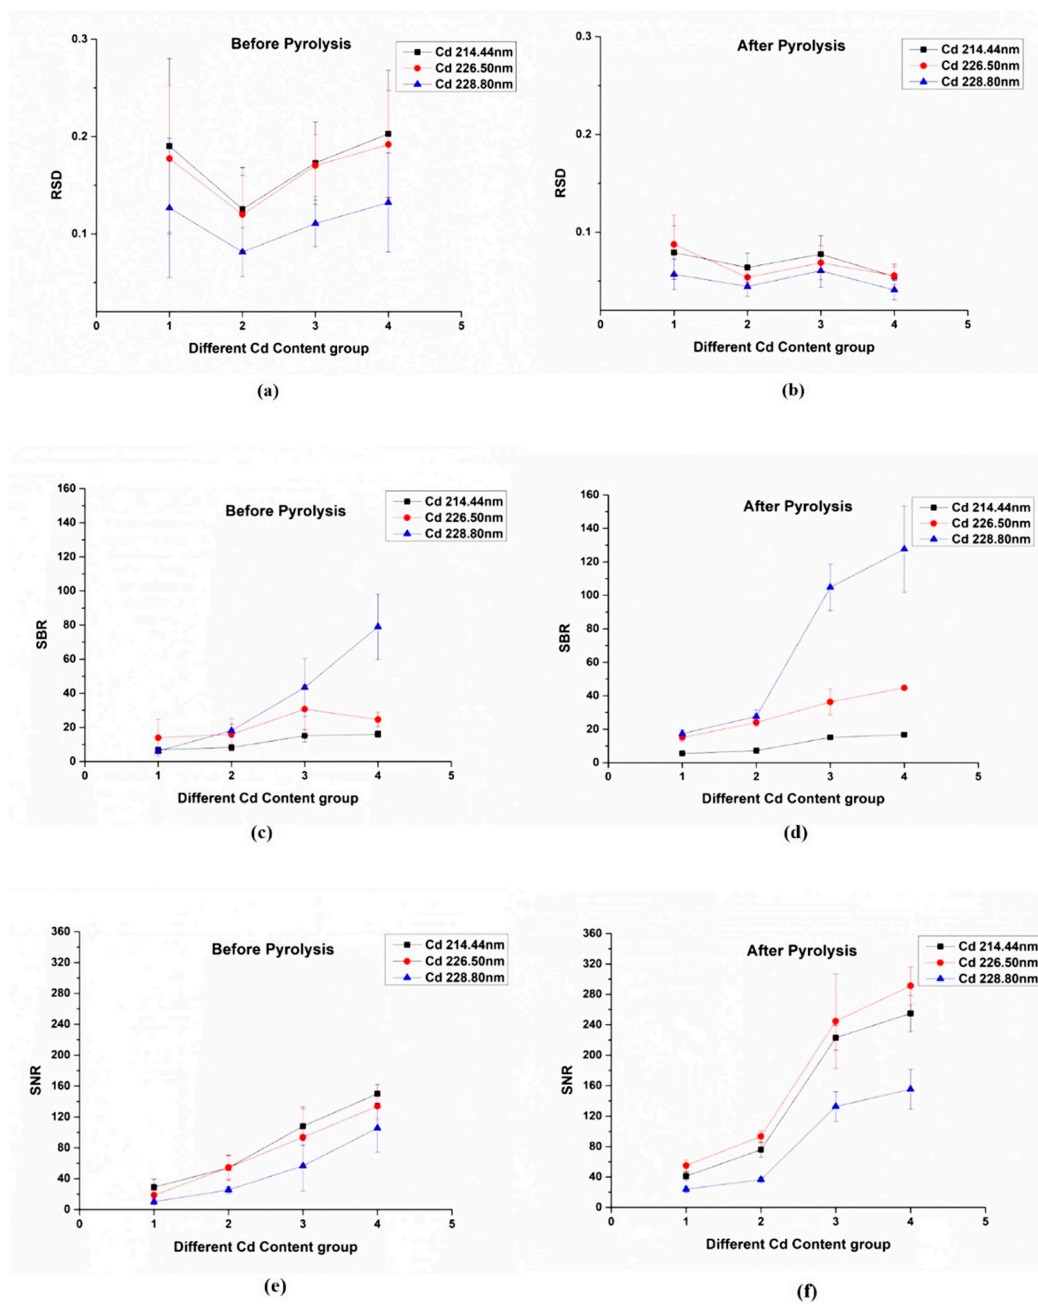 Before Pyrolysis
Cd 214.44nm
Cd 226.50nm
Cd 228.80nm
RSD
0.3
0.2
0.1
0 1 2 3 4 5
Different Cd Content group
(a)
After Pyrolysis
Cd 214.44nm
Cd 226.50nm
Cd 228.80nm
RSD
0.3
0.2
0.1
0 1 2 3 4 5
Different Cd Content group
(b)
Before Pyrolysis
Cd 214.44nm
Cd 226.50nm
Cd 228.80nm
SBR
160
140
120
100
80
60
40
20
0
0 1 2 3 4 5
Different Cd Content group
(c)
After Pyrolysis
Cd 214.44nm
Cd 226.50nm
Cd 228.80nm
SBR
160
140
120
100
80
60
40
20
0
0 1 2 3 4 5
Different Cd Content group
(d)
Before Pyrolysis
Cd 214.44nm
Cd 226.50nm
Cd 228.80nm
SNR
360
320
280
240
200
160
120
80
40
0
0 1 2 3 4 5
Different Cd Content group
(e)
After Pyrolysis
Cd 214.44nm
Cd 226.50nm
Cd 228.80nm
SNR
360
320
280
240
200
160
120
80
40
0
0 1 2 3 4 5
Different Cd Content group
(f)